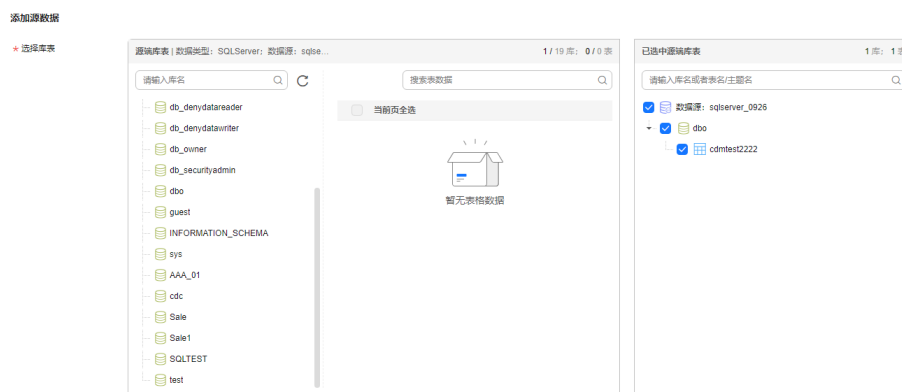 添加源数据
* 选择库表
源端库表 | 数据类型：SQLServer；数据源：sqlse...
1 / 19 库； 0 / 0 表
请输入库名
搜索表数据
当前页全选
db_denydatareader
db_denydatawriter
db_owner
db_securityadmin
dbo
guest
INFORMATION_SCHEMA
sys
AAA_01
cdc
Sale
Sale1
SQLTEST
test
暂无表格数据
已选中源端库表
1 库； 1 表
请输入库名或者表名/主题名
数据源：sqlserver_0926
dbo
cdmtest2222